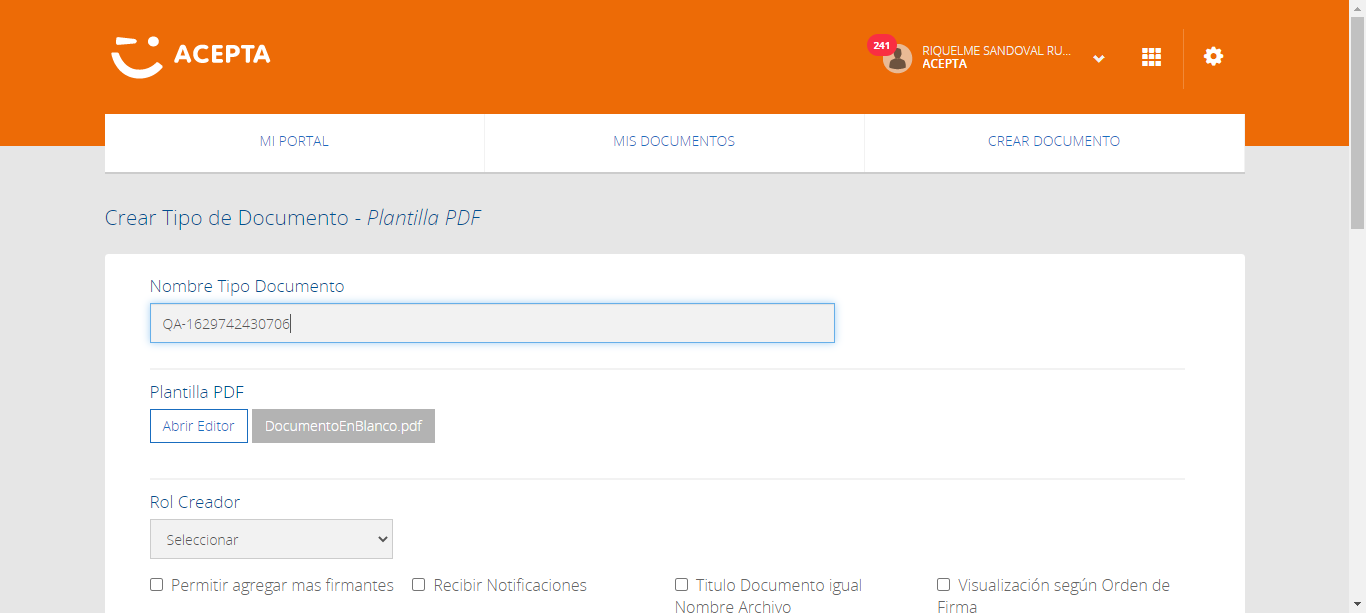 ACEPTA
241
RIQUELME SANDOVAL RU...
ACEPTA
MI PORTAL
MIS DOCUMENTOS
CREAR DOCUMENTO
Crear Tipo de Documento - Plantilla PDF
Nombre Tipo Documento
QA-1629742430706
Plantilla PDF
Abrir Editor
DocumentoEnBlanco.pdf
Rol Creador
Seleccionar
Permitir agregar mas firmantes
Recibir Notificaciones
Titulo Documento igual
Nombre Archivo
Visualización según Orden de
Firma